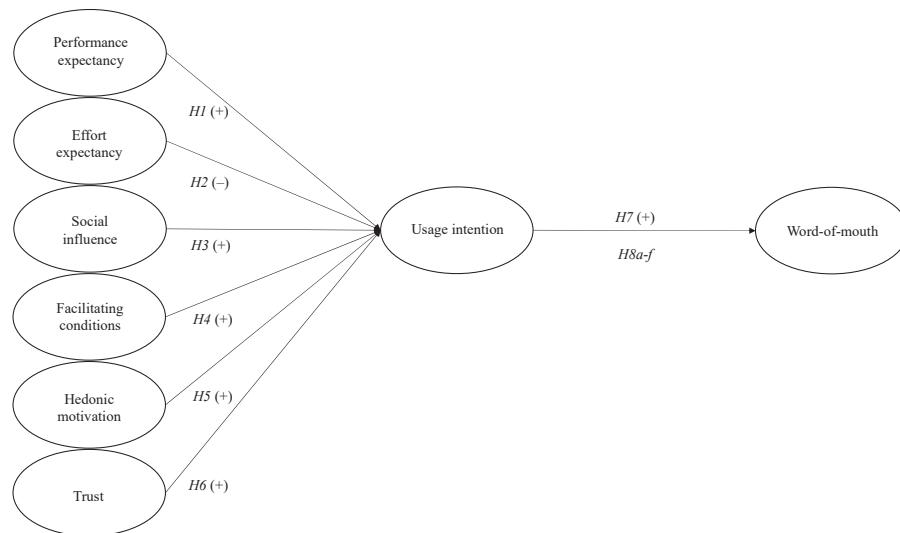 Performance
expectancy
H1 (+)
Effort
expectancy
H2 (–)
Social
influence
H3 (+)
Usage intention
H7 (+)
H8a-f
Word-of-mouth
Facilitating
conditions
H4 (+)
Hedonic
motivation
H5 (+)
Trust
H6 (+)